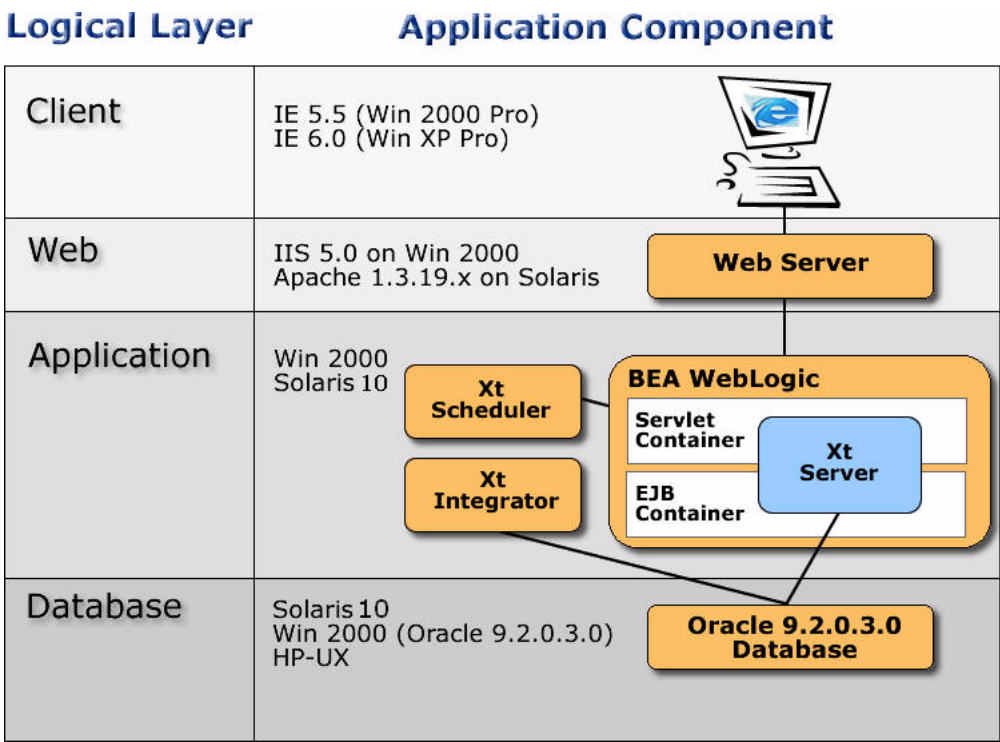 Logical Layer
Application Component
Client
IE 5.5 (Win 2000 Pro)
IE 6.0 (Win XP Pro)
Web
IIS 5.0 on Win 2000
Apache 1.3.19.x on Solaris
Web Server
Application
Win 2000
Solaris 10
Xt
Scheduler
Xt
Integrator
BEA WebLogic
Servlet
Container
Xt
Server
EJB
Container
Database
Solaris 10
Win 2000 (Oracle 9.2.0.3.0)
HP-UX
Oracle 9.2.0.3.0
Database